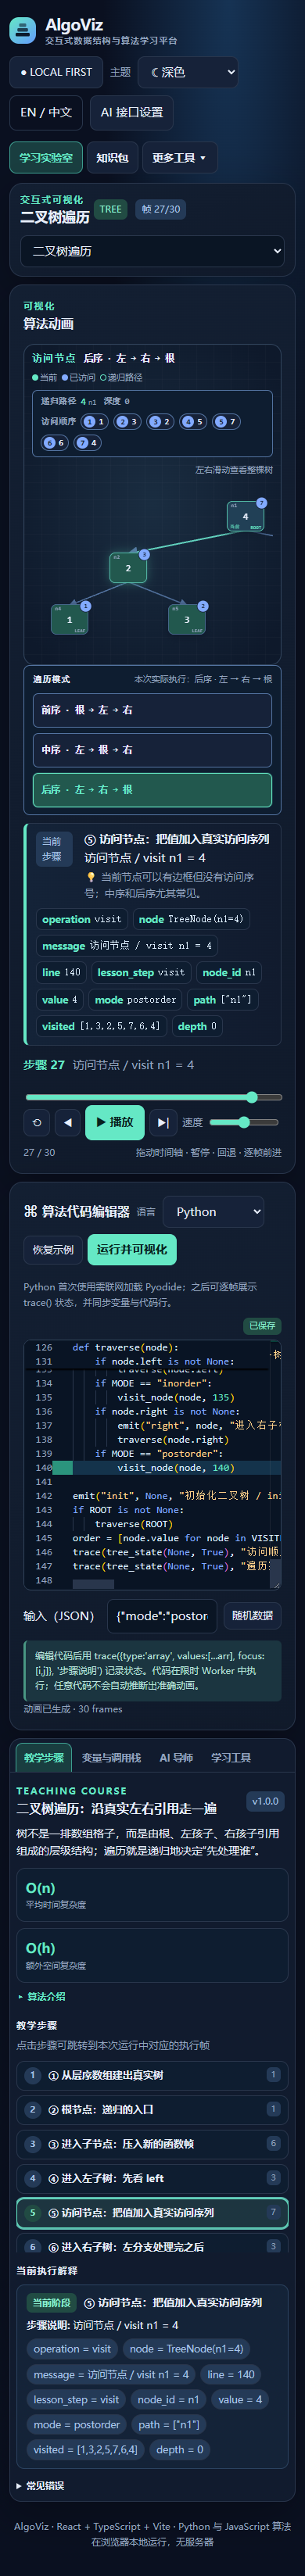 AlgoViz
交互式数据结构与算法学习平台
● LOCAL FIRST 主题 ☾ 深色
EN / 中文 AI 接口设置
学习实验室 知识包 更多工具 ▾
交互式可视化
二叉树遍历 TREE 帧 27/30
二叉树遍历
可视化
算法动画
访问节点 后序 · 左 → 右 → 根
当前 已访问 递归路径
递归路径 4 n1 深度 0
访问顺序 1 1 2 3 3 2 4 5 5 7
6 6 7 4
左右滑动查看整棵树
n1 7
4
ROOT
n2 3
2
n4 1
1
LEAF
n5 2
3
LEAF
遍历模式 本次实际执行：后序 · 左 → 右 → 根
前序 · 根 → 左 → 右
中序 · 左 → 根 → 右
后序 · 左 → 右 → 根
当前步骤
⑤ 访问节点：把值加入真实访问序列
访问节点 / visit n1 = 4
💡 当前节点可以有边框但没有访问序号；中序和后序尤其常见。
operation visit node TreeNode(n1=4)
message 访问节点 / visit n1 = 4
line 140 lesson_step visit node_id n1
value 4 mode postorder path ["n1"]
visited [1,3,2,5,7,6,4] depth 0
步骤 27 访问节点 / visit n1 = 4
⟲ ◀ ▶ 播放 ▶| 速度
27 / 30 拖动时间轴 · 暂停 · 回退 · 逐帧前进
⌘ 算法代码编辑器 语言 Python
恢复示例 运行并可视化
Python 首次使用需联网加载 Pyodide；之后可逐帧展示
trace() 状态，并同步变量与代码行。
已保存
126 def traverse(node):
131 if node.left is not None:
133 traverse(node.left)
134 if MODE == "inorder":
135 visit_node(node, 135)
136 if node.right is not None:
137 emit("right", node, "进入右子
138 traverse(node.right)
139 if MODE == "postorder":
140 visit_node(node, 140)
141
142 emit("init", None, "初始化二叉树 / ini
143 if ROOT is not None:
144 traverse(ROOT)
145 order = [node.value for node in VISITE
146 trace(tree_state(None, True), "访问顺
147 trace(tree_state(None, True), "遍历
148
输入（JSON） {"mode":"postor 随机数据
编辑代码后用 trace({type:'array', values:[...arr], focus:
[i,j]}, '步骤说明') 记录状态。代码在限时 Worker 中执
行；任意代码不会自动推断出准确动画。
动画已生成 · 30 frames
教学步骤 变量与调用栈 AI 导师 学习工具
TEACHING COURSE
二叉树遍历：沿真实左右引用走一遍 v1.0.0
树不是一排数组格子，而是由根、左孩子、右孩子引用
组成的层级结构；遍历就是递归地决定“先处理谁”。
O(n)
平均时间复杂度
O(h)
额外空间复杂度
▸ 算法介绍
教学步骤
点击步骤可跳转到本次运行中对应的执行帧
1 ① 从层序数组建出真实树 1
2 ② 根节点：递归的入口 1
3 ③ 进入子节点：压入新的函数帧 6
4 ④ 进入左子树：先看 left 3
5 ⑤ 访问节点：把值加入真实访问序列 7
6 ⑥ 进入右子树：左分支处理完之后 3
当前执行解释
当前阶段 ⑤ 访问节点：把值加入真实访问序列
步骤说明: 访问节点 / visit n1 = 4
operation = visit node = TreeNode(n1=4)
message = 访问节点 / visit n1 = 4 line = 140
lesson_step = visit node_id = n1 value = 4
mode = postorder path = ["n1"]
visited = [1,3,2,5,7,6,4] depth = 0
▸ 常见错误
AlgoViz · React + TypeScript + Vite · Python 与 JavaScript 算法
在浏览器本地运行，无服务器